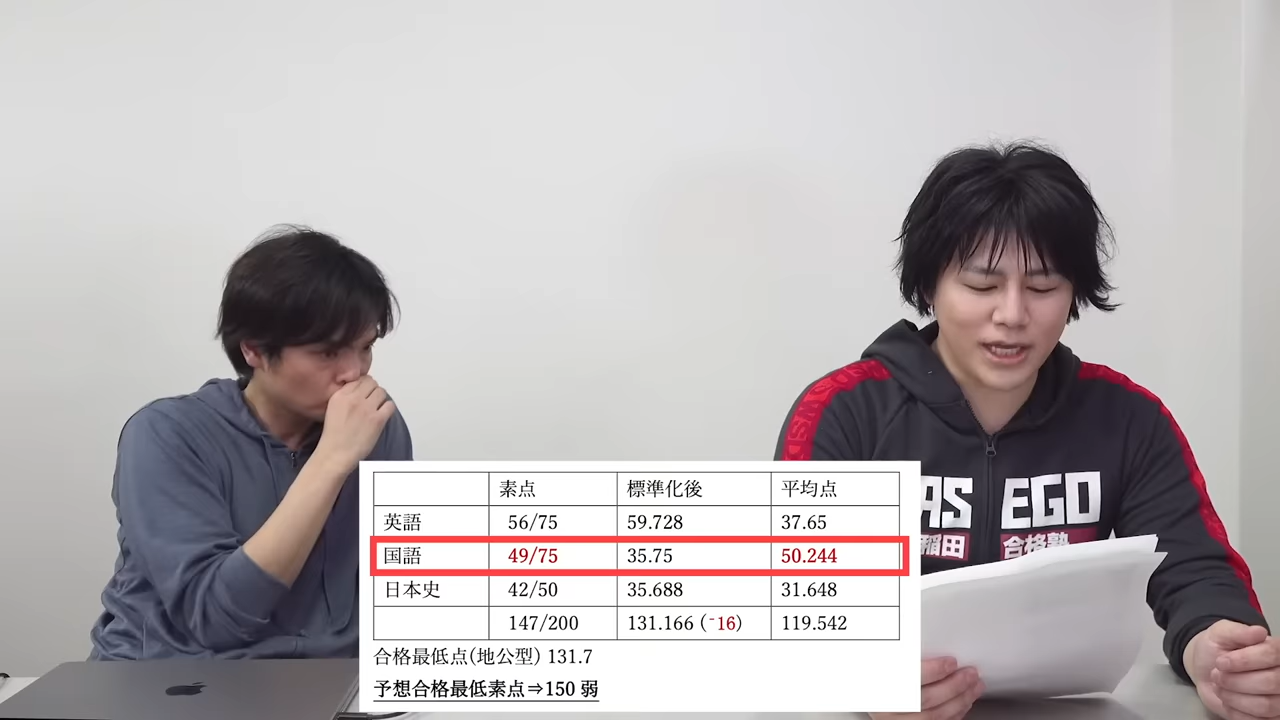 素点 標準化後 平均点
英語 56/75 59.728 37.65
国語 49/75 35.75 50.244
日本史 42/50 35.688 31.648
147/200 131.166 (⁻16) 119.542
合格最低点(地公型) 131.7
予想合格最低素点⇒150 弱
AS EGO
稲田 合格塾